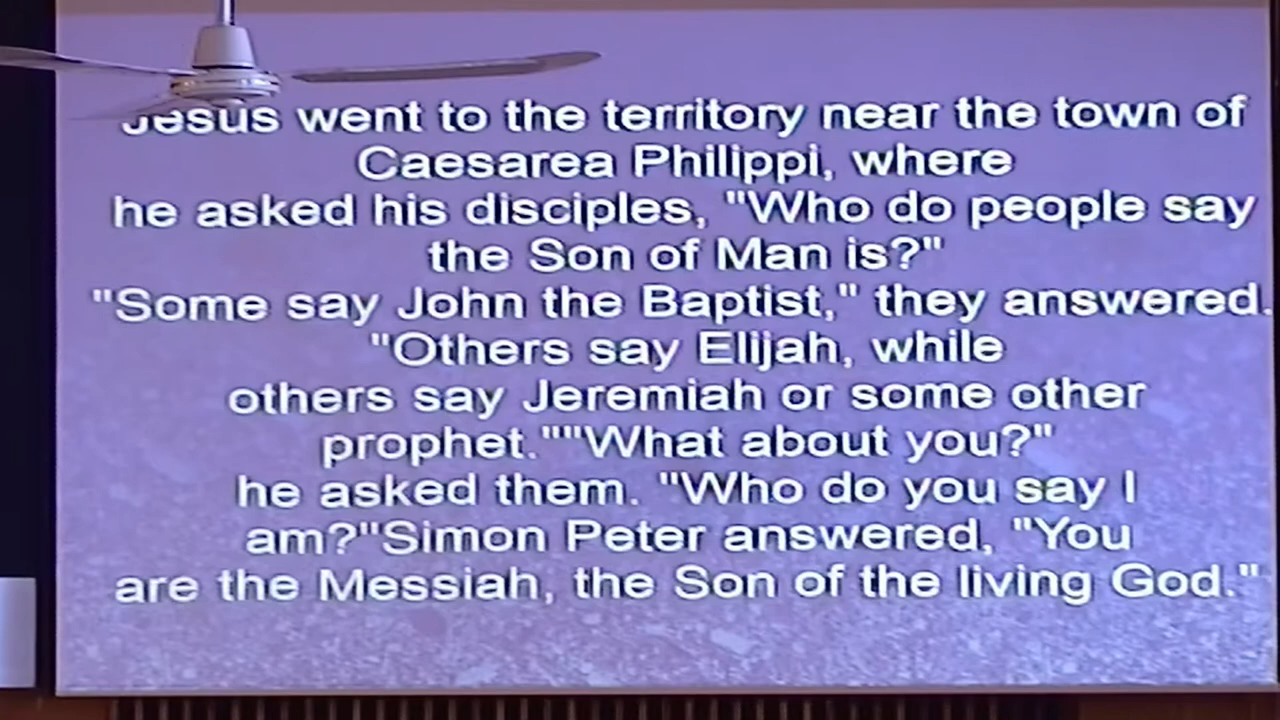 Jesus went to the territory near the town of
Caesarea Philippi, where
he asked his disciples, "Who do people say
the Son of Man is?"
"Some say John the Baptist," they answered.
"Others say Elijah, while
others say Jeremiah or some other
prophet.""What about you?"
he asked them. "Who do you say I
am?"Simon Peter answered, "You
are the Messiah, the Son of the living God."